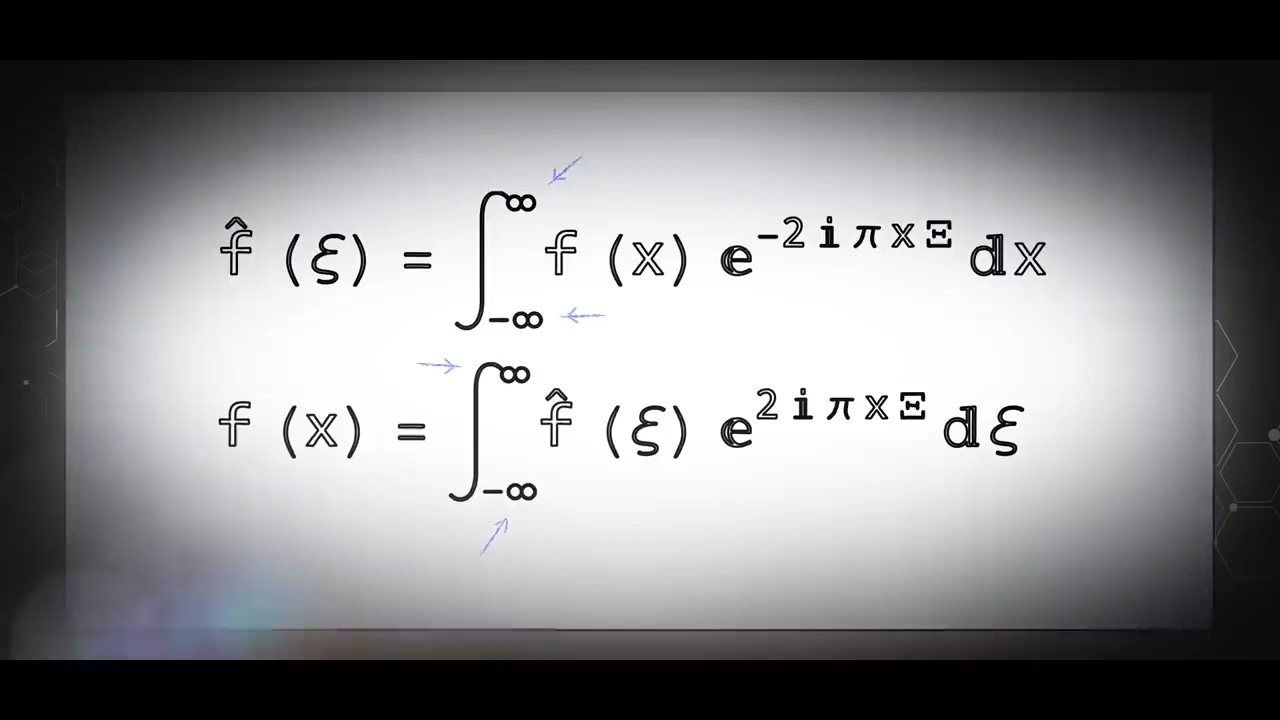 f̂ (ξ) = ∫_{-∞}^{∞} f (x) e^{-2 i π x Ξ} dx
f (x) = ∫_{-∞}^{∞} f̂ (ξ) e^{2 i π x Ξ} dξ